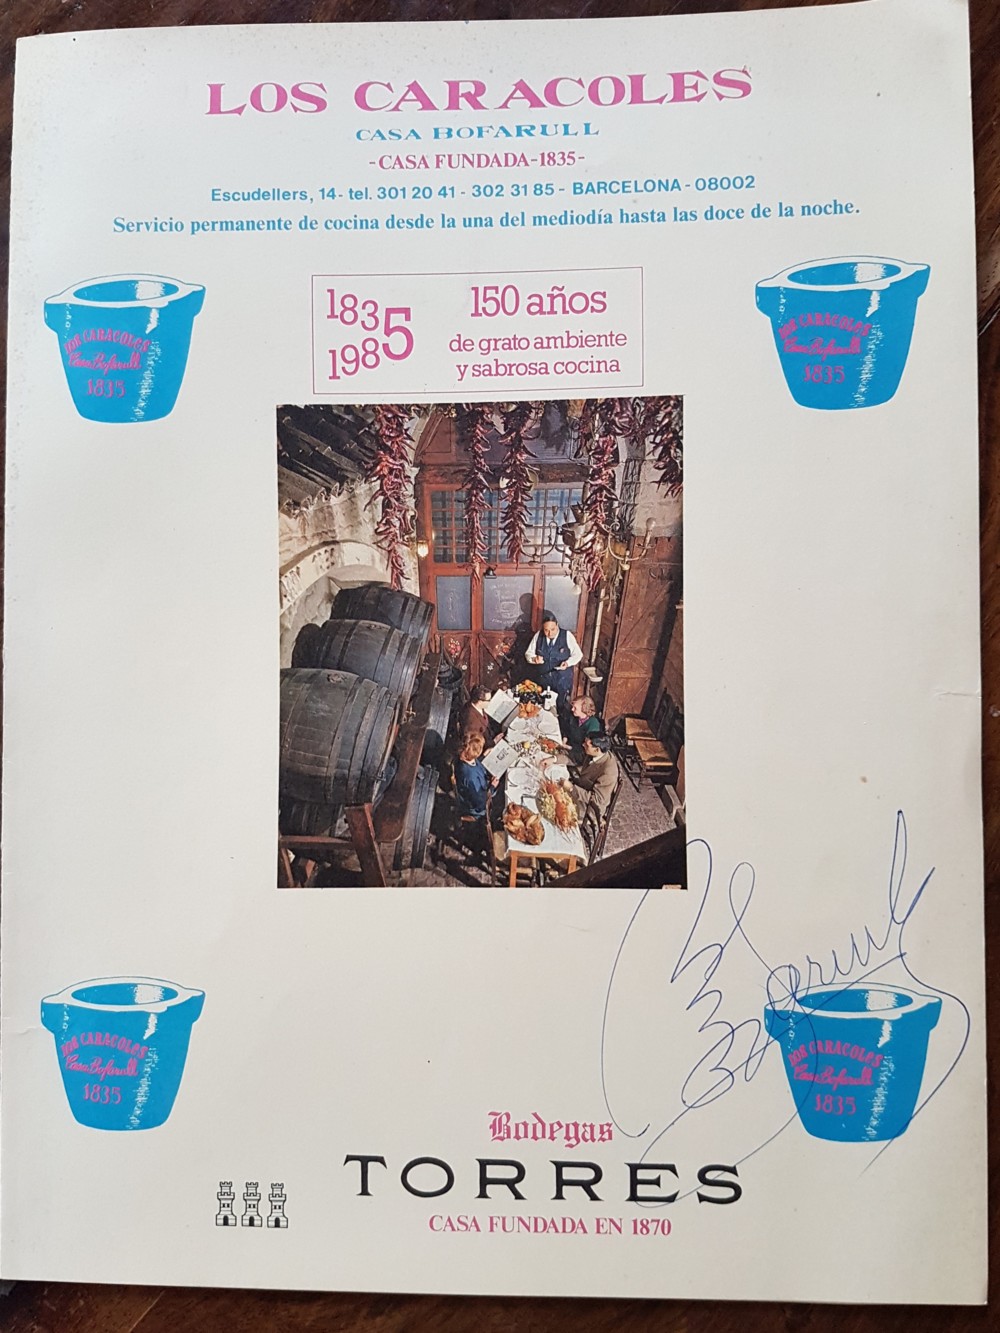 LOS CARACOLES
CASA BOFARULL
-CASA FUNDADA-1835-
Escudellers, 14- tel. 301 20 41 - 302 31 85 - BARCELONA - 08002
Servicio permanente de cocina desde la una del mediodía hasta las doce de la noche.
LOS CARACOLES
Casa Bofarull
1835
1835
1985
150 años
de grato ambiente
y sabrosa cocina
LOS CARACOLES
Casa Bofarull
1835
LOS CARACOLES
Casa Bofarull
1835
LOS CARACOLES
Casa Bofarull
1835
Bodegas
TORRES
CASA FUNDADA EN 1870